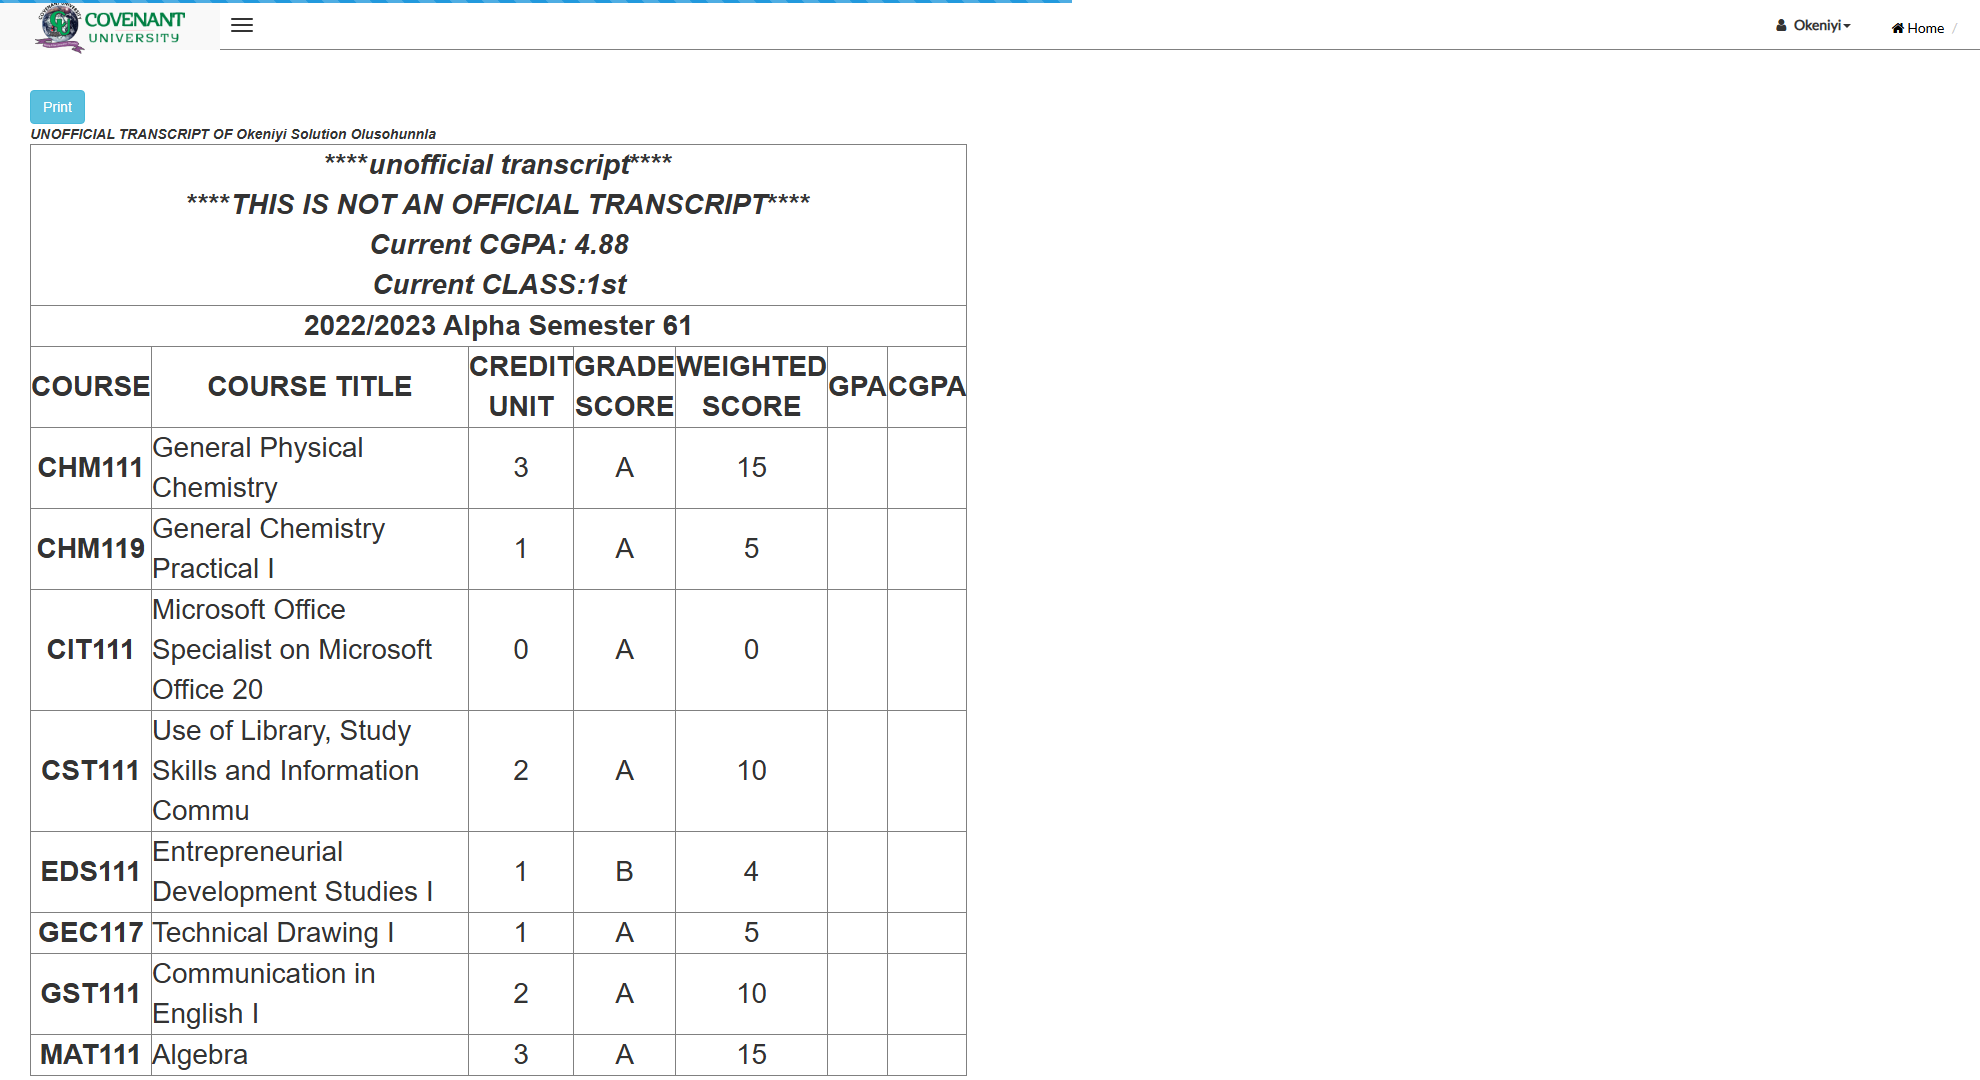 COVENANT
UNIVERSITY
Okeniyi
Home /
Print
UNOFFICIAL TRANSCRIPT OF Okeniyi Solution Olusohunnla
****unofficial transcript****
****THIS IS NOT AN OFFICIAL TRANSCRIPT****
Current CGPA: 4.88
Current CLASS:1st
2022/2023 Alpha Semester 61
COURSE COURSE TITLE CREDIT UNIT GRADE SCORE WEIGHTED SCORE GPA CGPA
CHM111 General Physical Chemistry 3 A 15
CHM119 General Chemistry Practical I 1 A 5
CIT111 Microsoft Office Specialist on Microsoft Office 20 0 A 0
CST111 Use of Library, Study Skills and Information Commu 2 A 10
EDS111 Entrepreneurial Development Studies I 1 B 4
GEC117 Technical Drawing I 1 A 5
GST111 Communication in English I 2 A 10
MAT111 Algebra 3 A 15